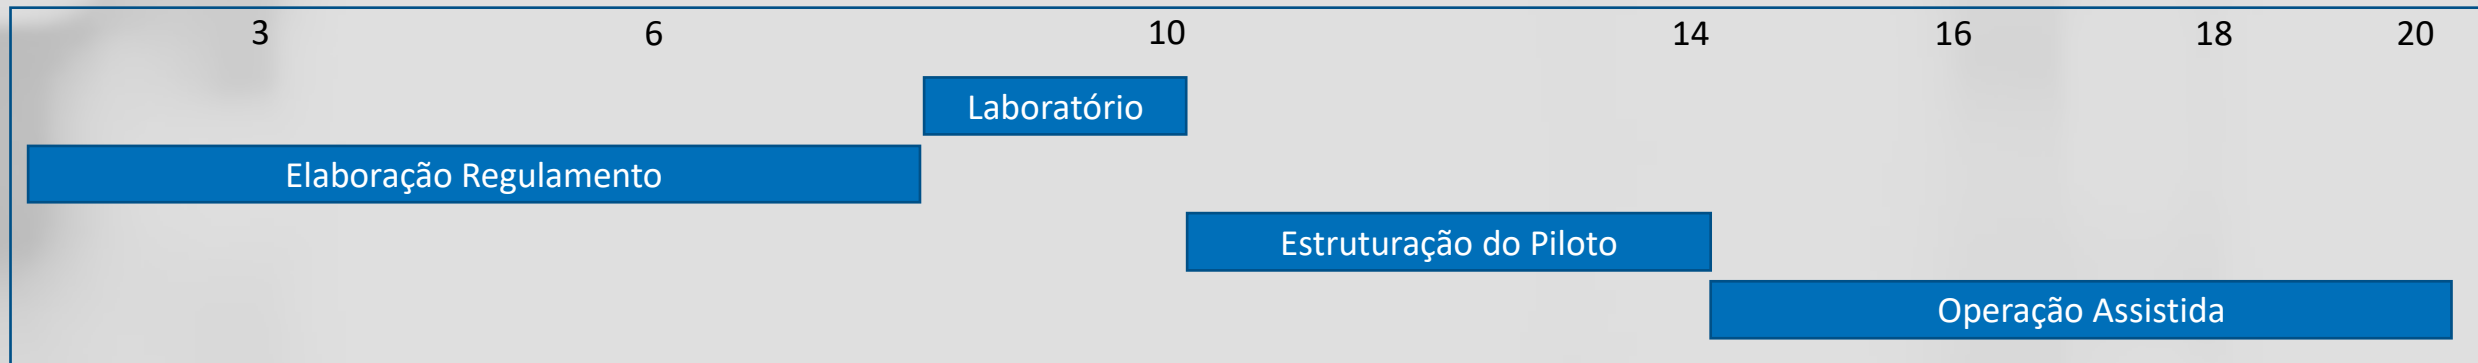 3 6 10 14 16 18 20
Laboratório
Elaboração Regulamento
Estruturação do Piloto
Operação Assistida